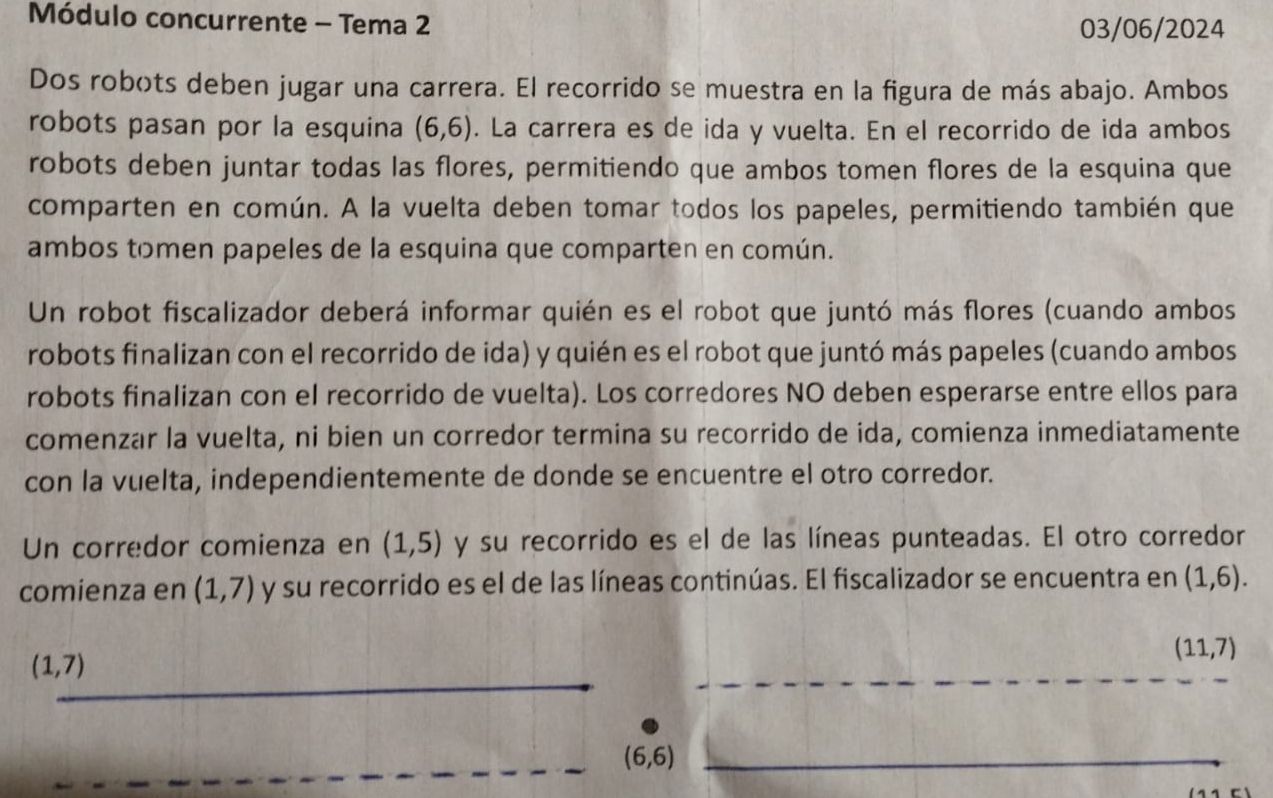 Módulo concurrente – Tema 2
03/06/2024
Dos robots deben jugar una carrera. El recorrido se muestra en la figura de más abajo. Ambos
robots pasan por la esquina (6,6). La carrera es de ida y vuelta. En el recorrido de ida ambos
robots deben juntar todas las flores, permitiendo que ambos tomen flores de la esquina que
comparten en común. A la vuelta deben tomar todos los papeles, permitiendo también que
ambos tomen papeles de la esquina que comparten en común.
Un robot fiscalizador deberá informar quién es el robot que juntó más flores (cuando ambos
robots finalizan con el recorrido de ida) y quién es el robot que juntó más papeles (cuando ambos
robots finalizan con el recorrido de vuelta). Los corredores NO deben esperarse entre ellos para
comenzar la vuelta, ni bien un corredor termina su recorrido de ida, comienza inmediatamente
con la vuelta, independientemente de donde se encuentre el otro corredor.
Un corredor comienza en (1,5) y su recorrido es el de las líneas punteadas. El otro corredor
comienza en (1,7) y su recorrido es el de las líneas continúas. El fiscalizador se encuentra en (1,6).
(1,7)
(11,7)
(6,6)